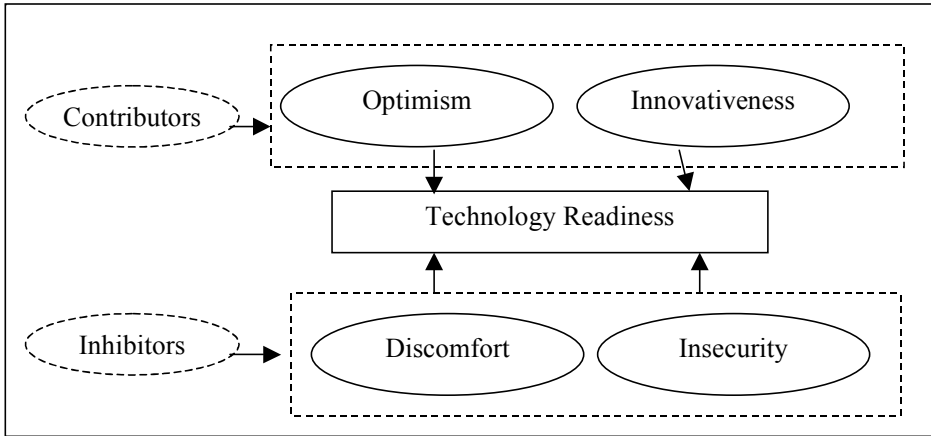 Optimism
Innovativeness
Contributors
Technology Readiness
Inhibitors
Discomfort
Insecurity